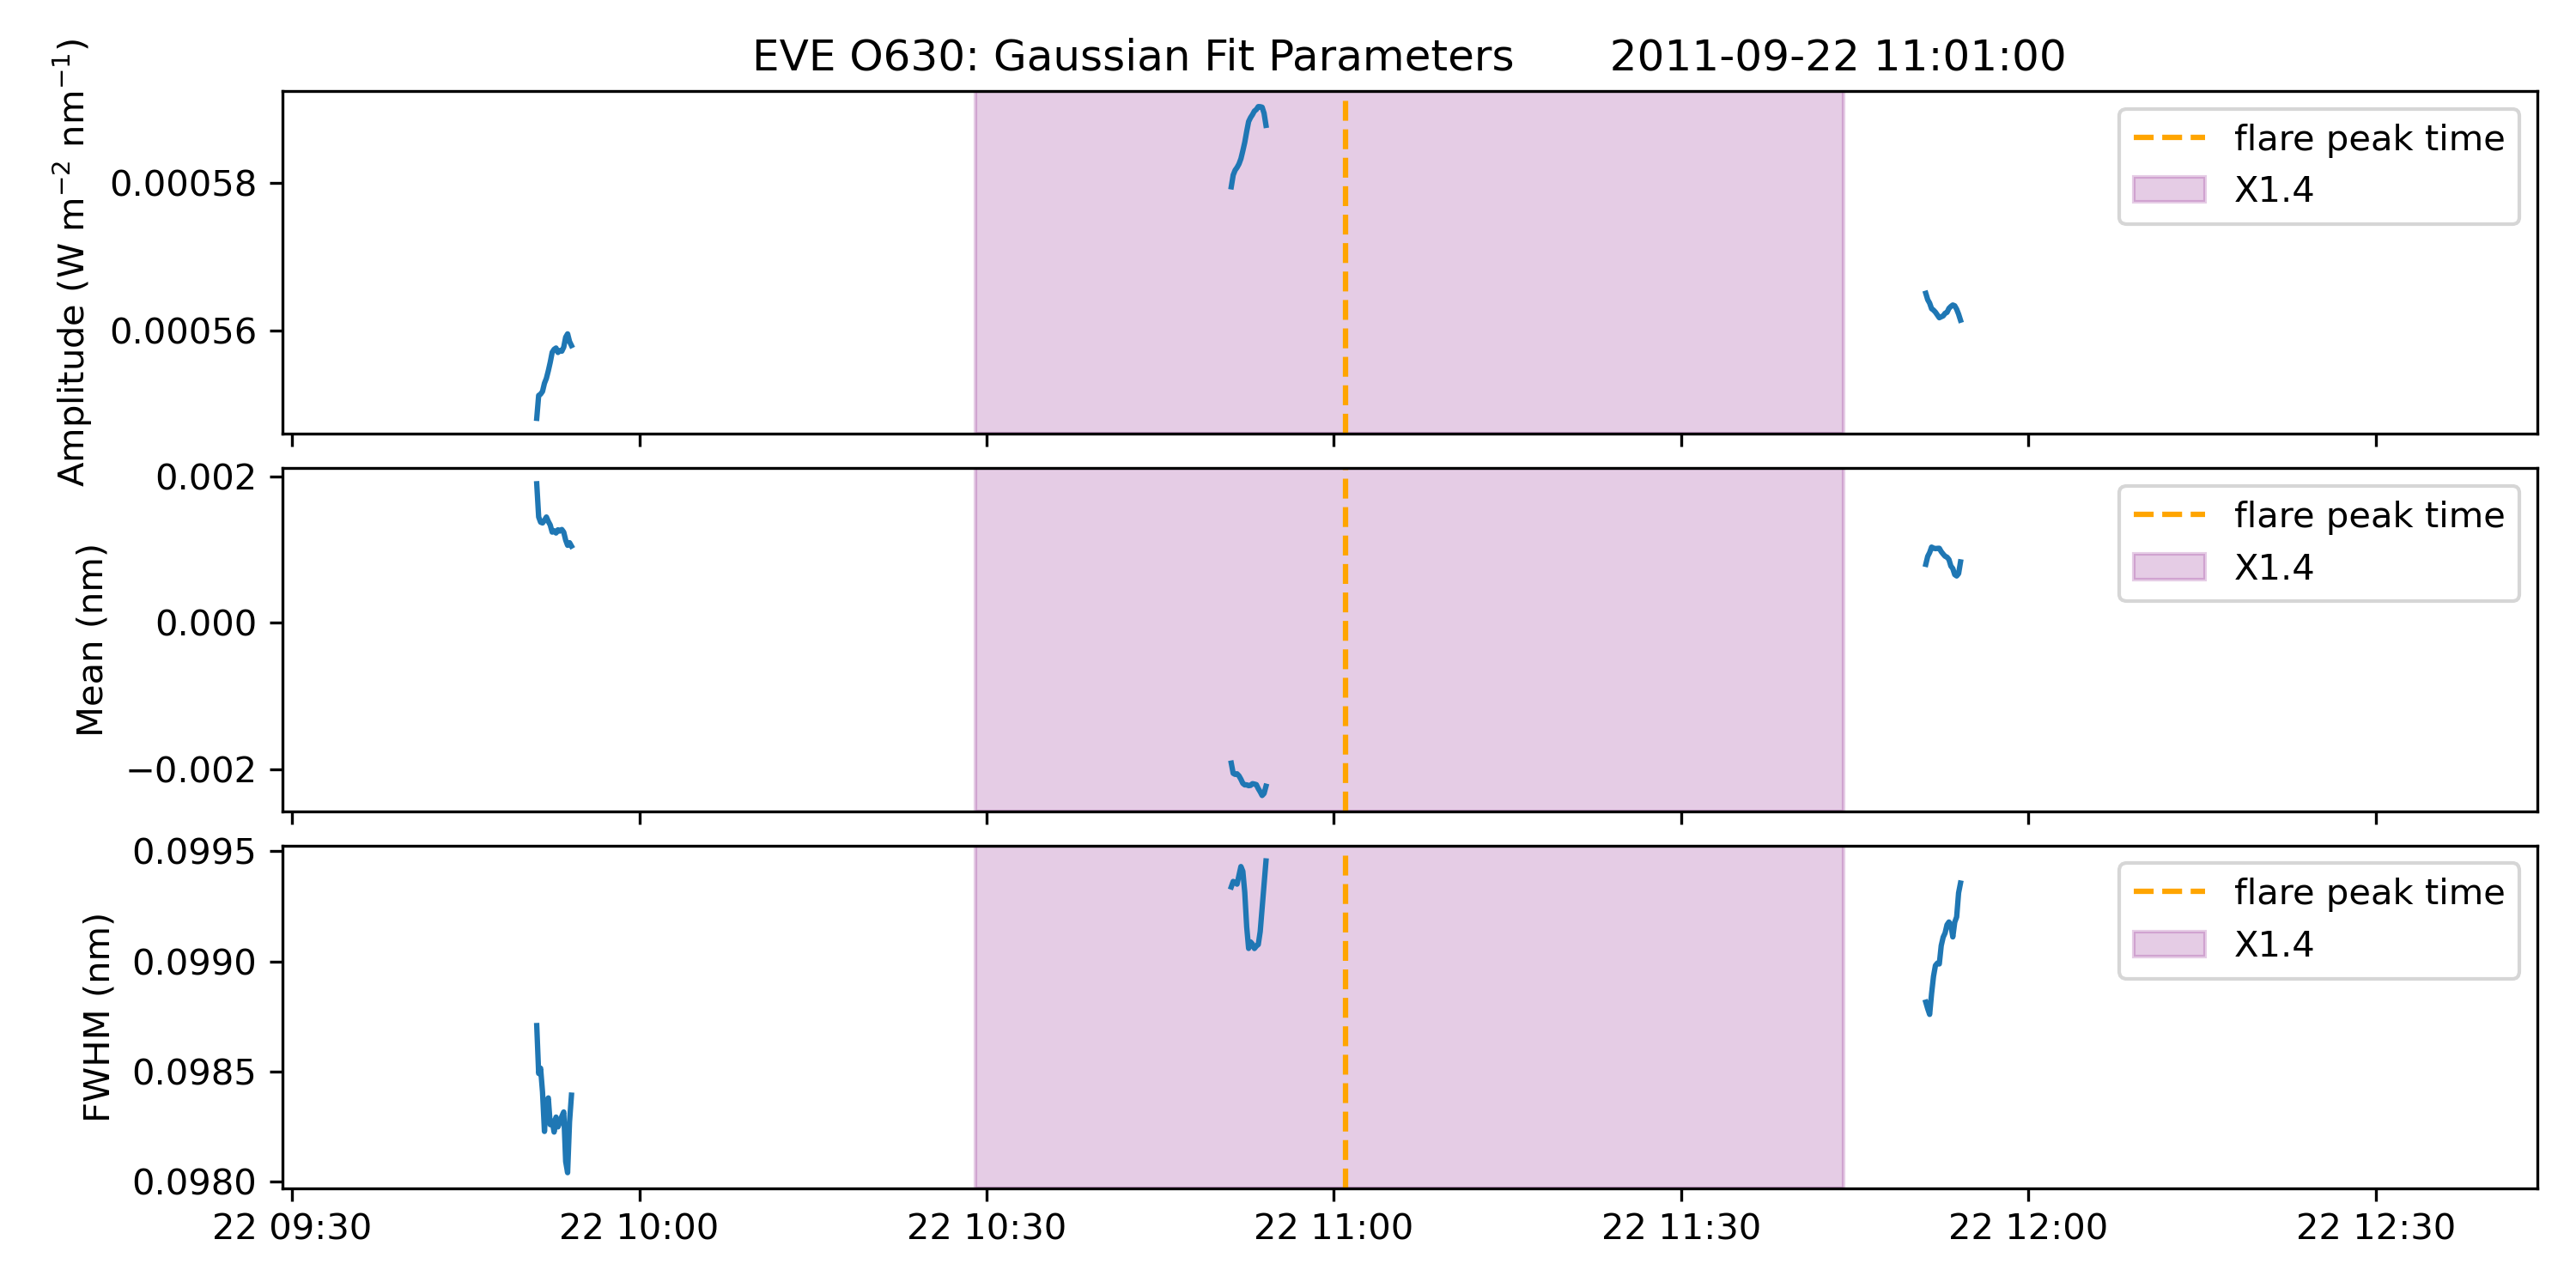 EVE O630: Gaussian Fit Parameters 2011-09-22 11:01:00
Amplitude (W m⁻² nm⁻¹)
0.00058
0.00056
flare peak time
X1.4
Mean (nm)
0.002
0.000
−0.002
flare peak time
X1.4
FWHM (nm)
0.0995
0.0990
0.0985
0.0980
flare peak time
X1.4
22 09:30 22 10:00 22 10:30 22 11:00 22 11:30 22 12:00 22 12:30